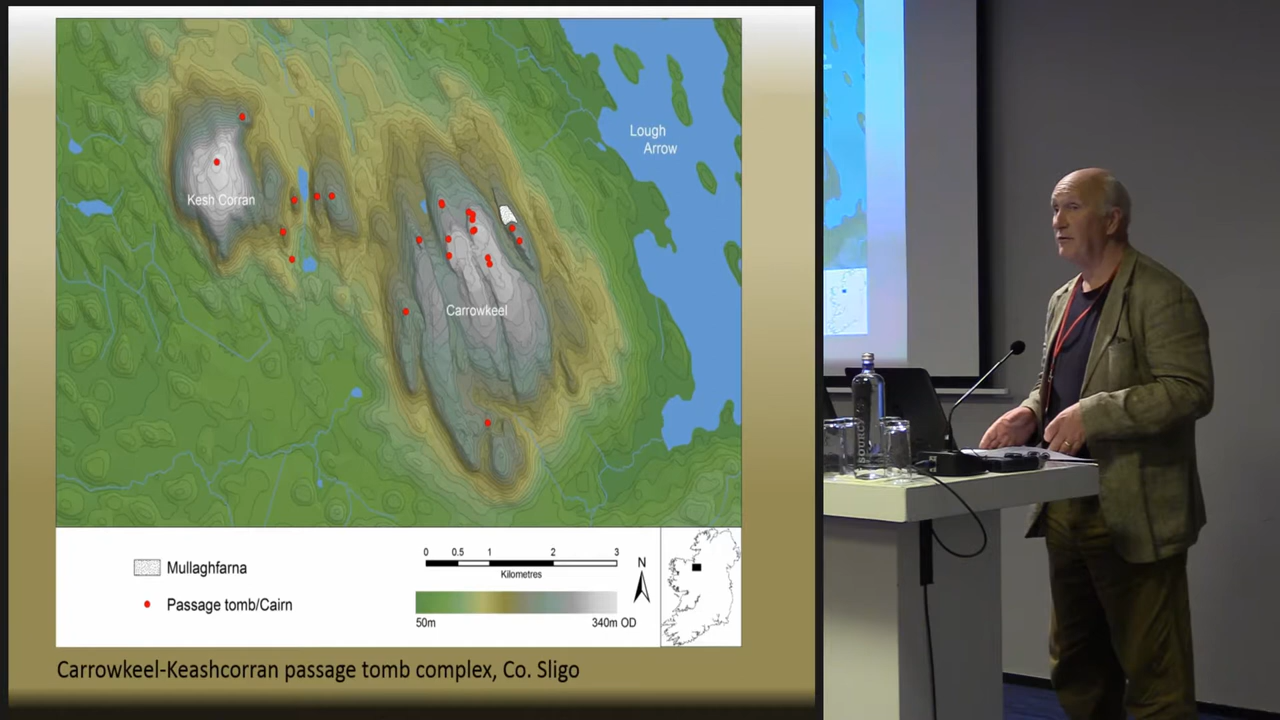 Lough
Arrow
Kesh Corran
Carrowkeel
Mullaghfarna
Passage tomb/Cairn
0 0.5 1 2 3
Kilometres
50m 340m OD
N
Carrowkeel-Keashcorran passage tomb complex, Co. Sligo
SOURCY